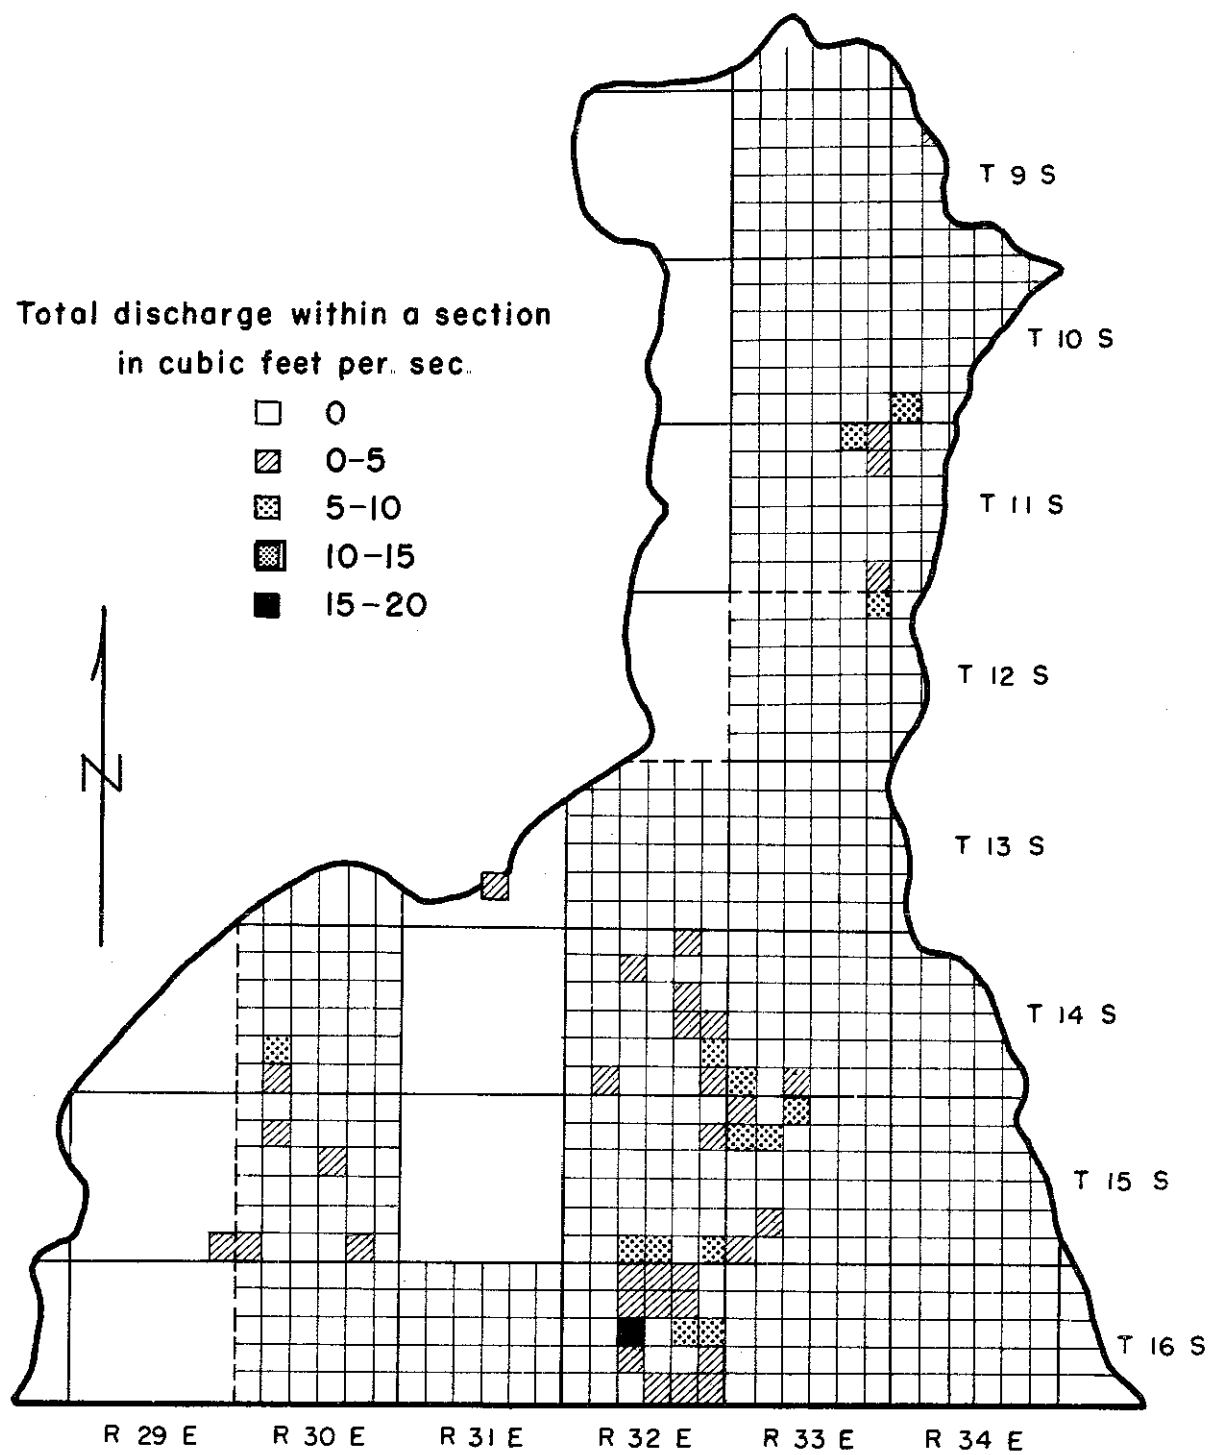 T 9 S
Total discharge within a section
in cubic feet per sec.
T 10 S
0
0-5
5-10
T 11 S
10-15
15-20
T 12 S
N
T 13 S
T 14 S
T 15 S
T 16 S
R 29 E R 30 E R 31 E R 32 E R 33 E R 34 E